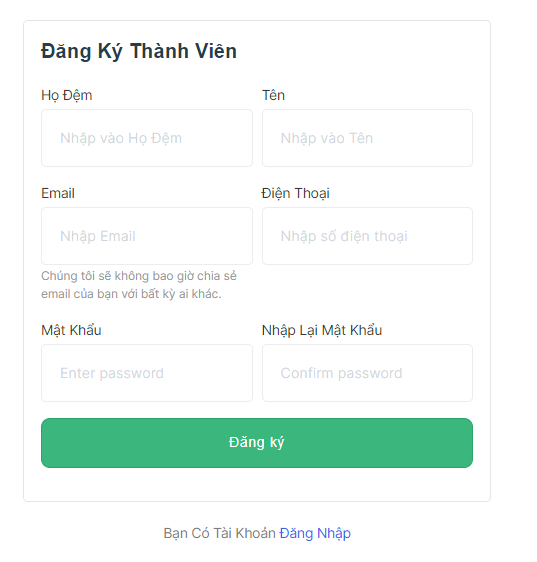 Đăng Ký Thành Viên
Họ Đệm
Tên
Nhập vào Họ Đệm
Nhập vào Tên
Email
Điện Thoại
Nhập Email
Nhập số điện thoại
Chúng tôi sẽ không bao giờ chia sẻ
email của bạn với bất kỳ ai khác.
Mật Khẩu
Nhập Lại Mật Khẩu
Enter password
Confirm password
Đăng ký
Bạn Có Tài Khoản Đăng Nhập